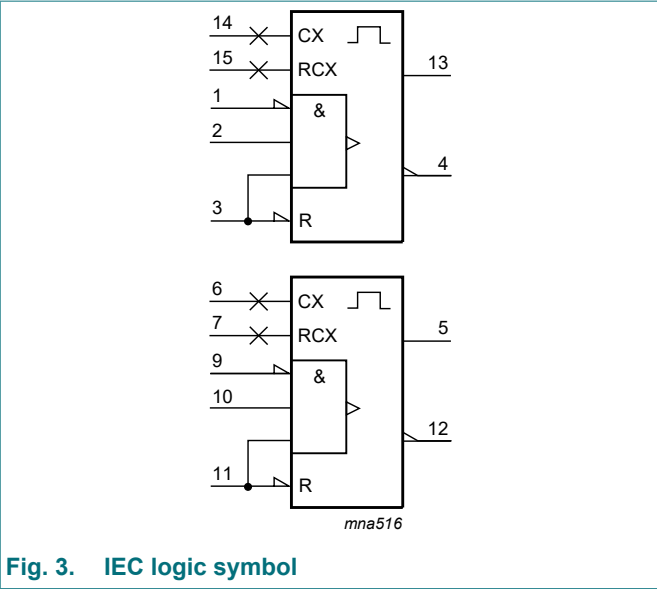 14 CX
15 RCX 13
1 &
2
4
3 R
6 CX
7 RCX 5
9 &
10
12
11 R
mna516
Fig. 3. IEC logic symbol